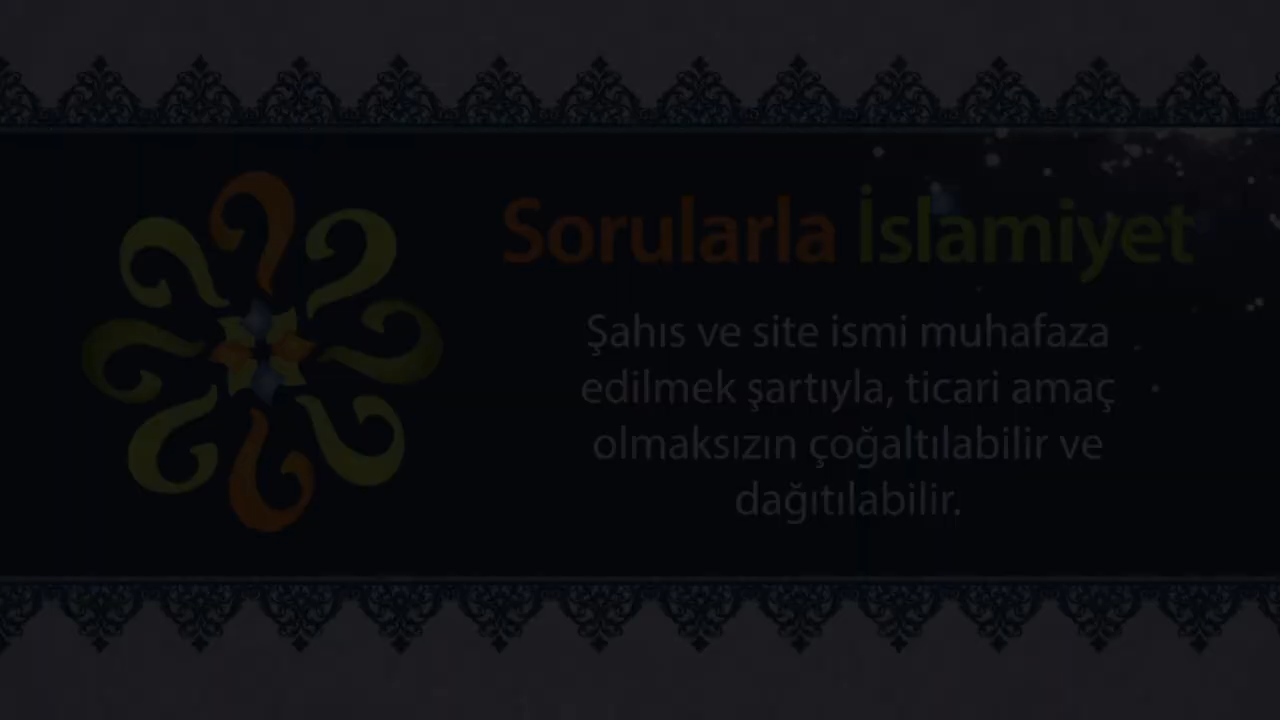 Sorularla İslamiyet
Şahıs ve site ismi muhafaza
edilmek şartıyla, ticari amaç
olmaksızın çoğaltılabilir ve
dağıtılabilir.